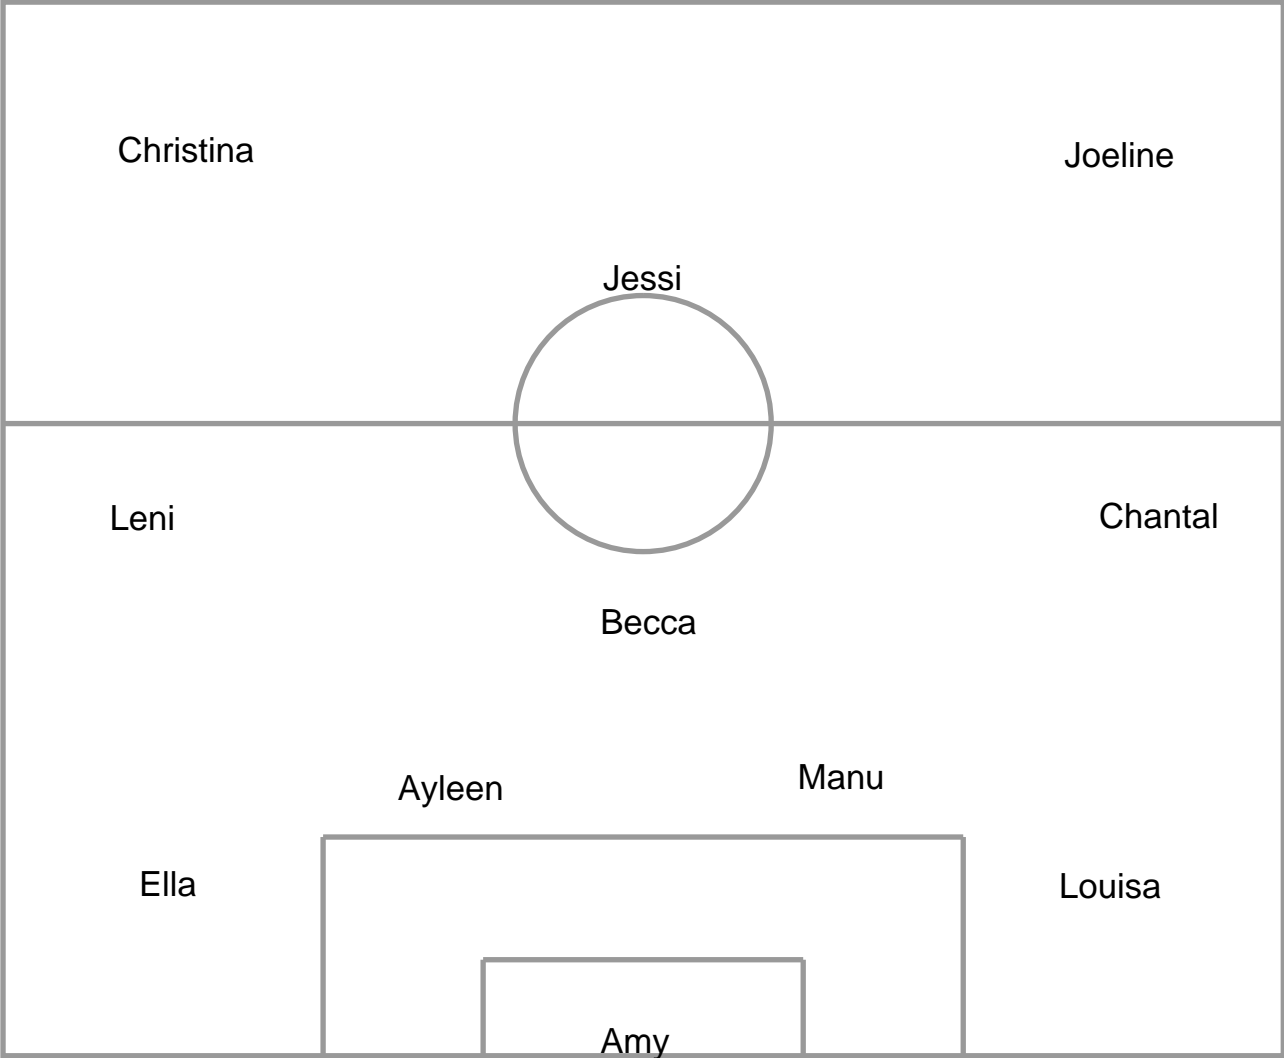 Christina
Joeline
Jessi
Leni
Chantal
Becca
Ayleen
Manu
Ella
Louisa
Amy